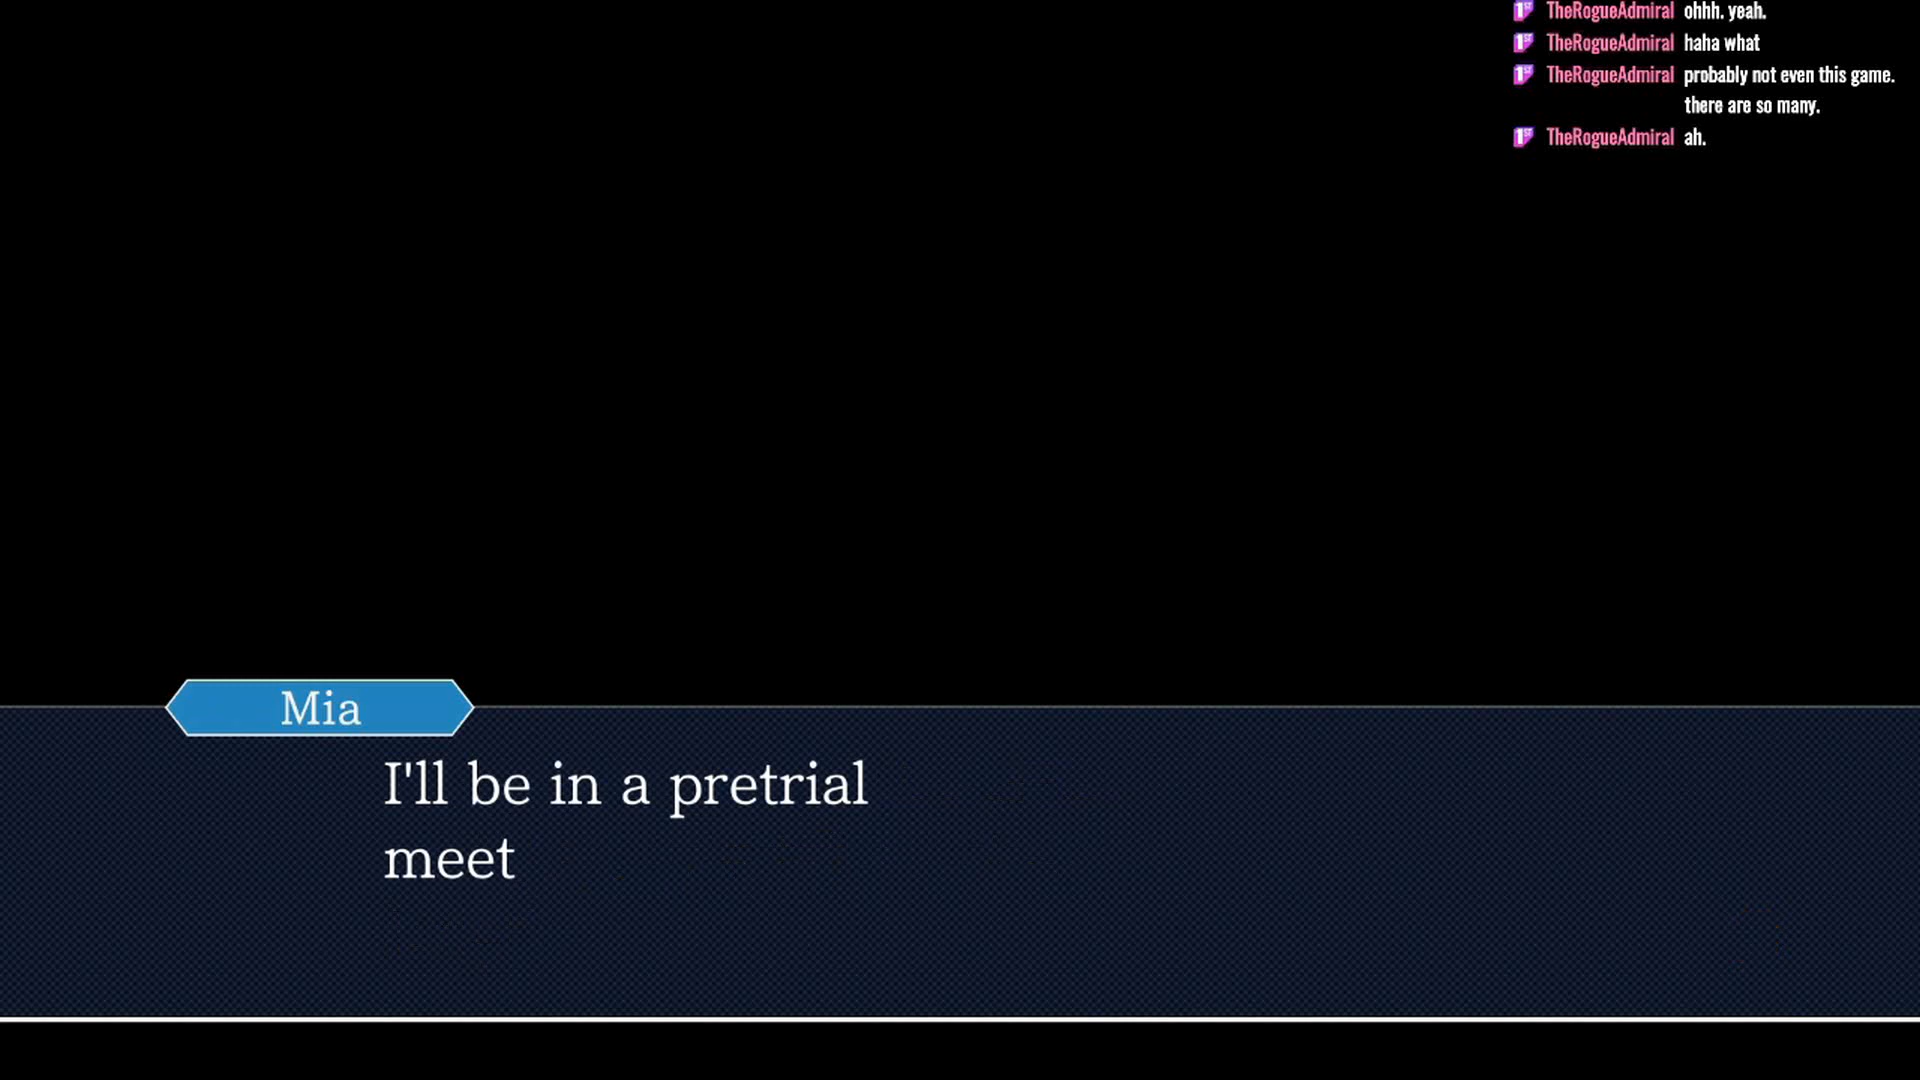 TheRogueAdmiral ohhh. yeah.
TheRogueAdmiral haha what
TheRogueAdmiral probably not even this game.
there are so many.
TheRogueAdmiral ah.
Mia
I'll be in a pretrial
meet